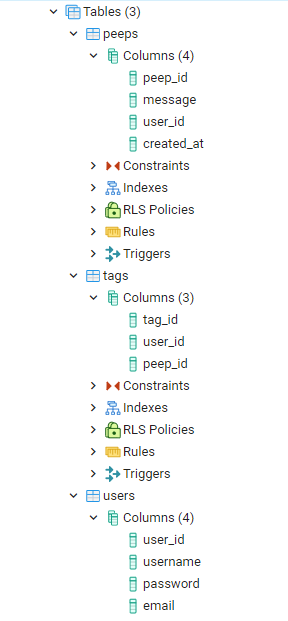 Tables (3)
peeps
Columns (4)
peep_id
message
user_id
created_at
Constraints
Indexes
RLS Policies
Rules
Triggers
tags
Columns (3)
tag_id
user_id
peep_id
Constraints
Indexes
RLS Policies
Rules
Triggers
users
Columns (4)
user_id
username
password
email